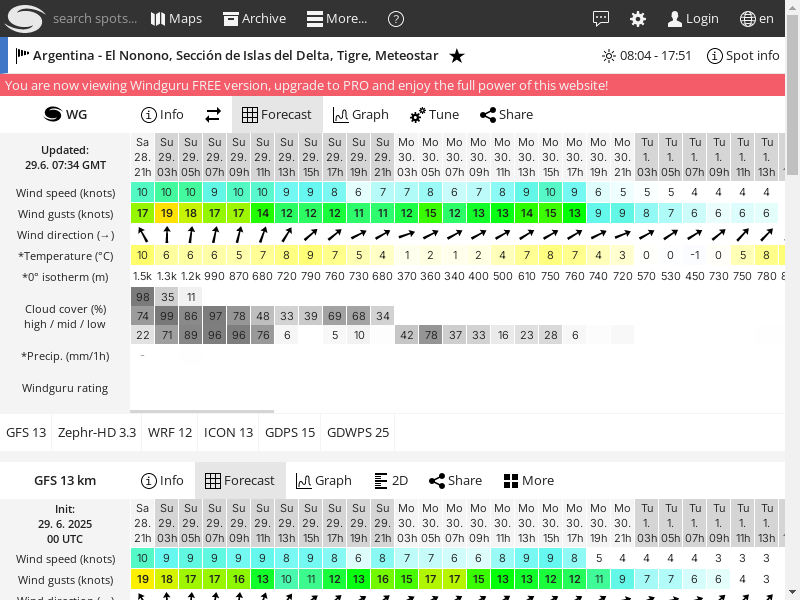 search spots... Maps Archive More... ? Login en
Argentina - El Nonono, Sección de Islas del Delta, Tigre, Meteostar ★ 08:04 - 17:51 Spot info
You are now viewing Windguru FREE version, upgrade to PRO and enjoy the full power of this website!
WG Info Forecast Graph Tune Share
Updated:
29.6. 07:34 GMT
Sa Su Su Su Su Su Su Su Su Su Su Mo Mo Mo Mo Mo Mo Mo Mo Mo Mo Tu Tu Tu Tu Tu Tu
28. 29. 29. 29. 29. 29. 29. 29. 29. 29. 29. 30. 30. 30. 30. 30. 30. 30. 30. 30. 30. 1. 1. 1. 1. 1. 1.
21h 03h 05h 07h 09h 11h 13h 15h 17h 19h 21h 03h 05h 07h 09h 11h 13h 15h 17h 19h 21h 03h 05h 07h 09h 11h 13h
Wind speed (knots) 10 10 10 9 10 10 9 9 8 6 7 7 8 6 7 8 9 10 9 6 5 5 5 4 4 4 4
Wind gusts (knots) 17 19 18 17 17 14 12 12 12 11 11 12 15 12 13 13 14 15 13 9 9 8 7 6 6 6 6
Wind direction (→)
*Temperature (°C) 10 6 6 6 5 7 8 9 7 5 4 1 2 1 2 4 7 8 7 4 3 0 0 -1 0 5 8
*0° isotherm (m) 1.5k 1.3k 1.2k 990 870 680 720 790 760 730 680 370 360 340 400 500 610 750 760 740 720 570 530 450 730 750 780
Cloud cover (%)
high / mid / low
98 35 11
74 99 86 97 78 48 33 39 69 68 34
22 71 89 96 96 76 6 5 10 42 78 37 33 16 23 28 6
*Precip. (mm/1h) -
Windguru rating
GFS 13 Zephr-HD 3.3 WRF 12 ICON 13 GDPS 15 GDWPS 25
GFS 13 km Info Forecast Graph 2D Share More
Init:
29. 6. 2025
00 UTC
Sa Su Su Su Su Su Su Su Su Su Su Mo Mo Mo Mo Mo Mo Mo Mo Mo Mo Tu Tu Tu Tu Tu Tu
28. 29. 29. 29. 29. 29. 29. 29. 29. 29. 29. 30. 30. 30. 30. 30. 30. 30. 30. 30. 30. 1. 1. 1. 1. 1. 1.
21h 03h 05h 07h 09h 11h 13h 15h 17h 19h 21h 03h 05h 07h 09h 11h 13h 15h 17h 19h 21h 03h 05h 07h 09h 11h 13h
Wind speed (knots) 10 9 9 9 9 9 8 9 8 6 8 7 7 6 6 8 9 9 8 5 4 4 4 4 3 3 3
Wind gusts (knots) 19 18 17 17 16 13 10 11 12 13 16 15 17 17 15 13 13 12 12 11 9 7 7 6 6 4 3